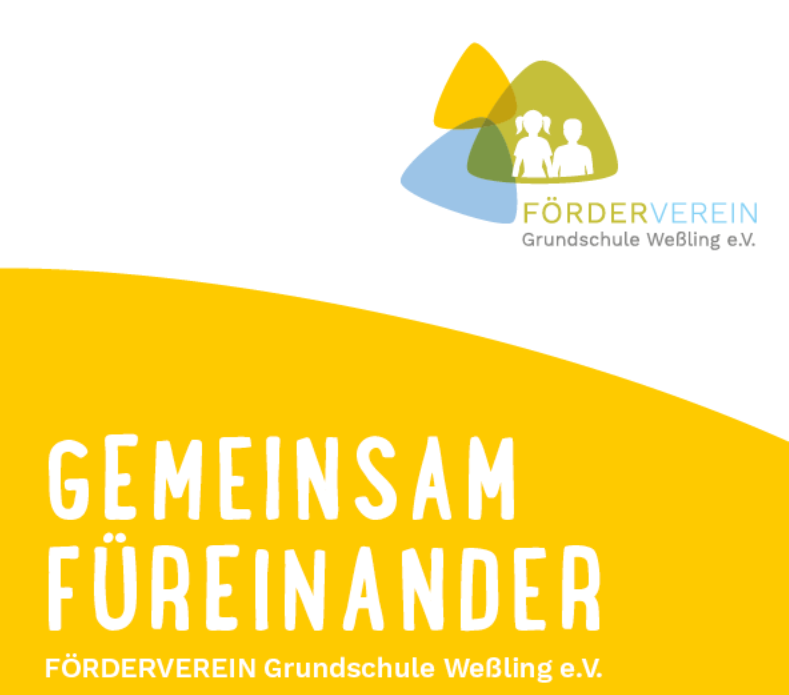 FÖRDERVEREIN
Grundschule Weßling e.V.
GEMEINSAM
FÜREINANDER
FÖRDERVEREIN Grundschule Weßling e.V.